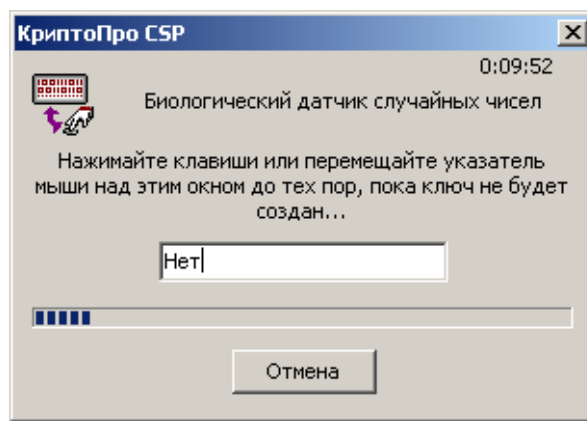 КриптоПро CSP
0:09:52
Биологический датчик случайных чисел
Нажимайте клавиши или перемещайте указатель
мыши над этим окном до тех пор, пока ключ не будет
создан...
Нет
Отмена